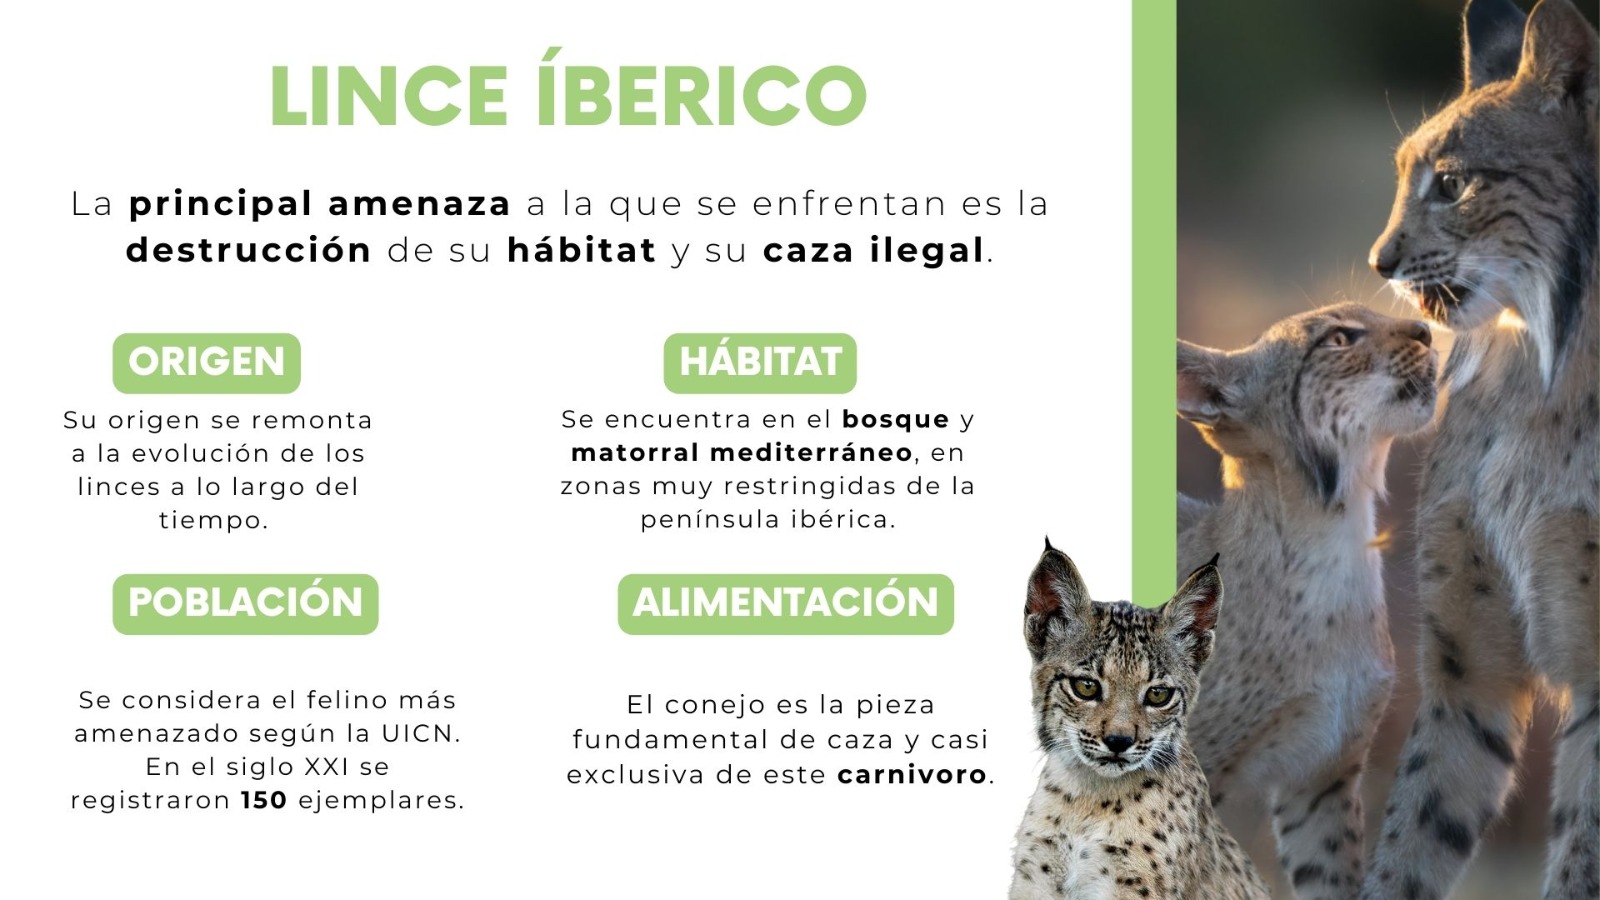 LINCE ÍBERICO
La principal amenaza a la que se enfrentan es la
destrucción de su hábitat y su caza ilegal.
ORIGEN
Su origen se remonta
a la evolución de los
linces a lo largo del
tiempo.
HÁBITAT
Se encuentra en el bosque y
matorral mediterráneo, en
zonas muy restringidas de la
península ibérica.
POBLACIÓN
Se considera el felino más
amenazado según la UICN.
En el siglo XXI se
registraron 150 ejemplares.
ALIMENTACIÓN
El conejo es la pieza
fundamental de caza y casi
exclusiva de este carnivoro.